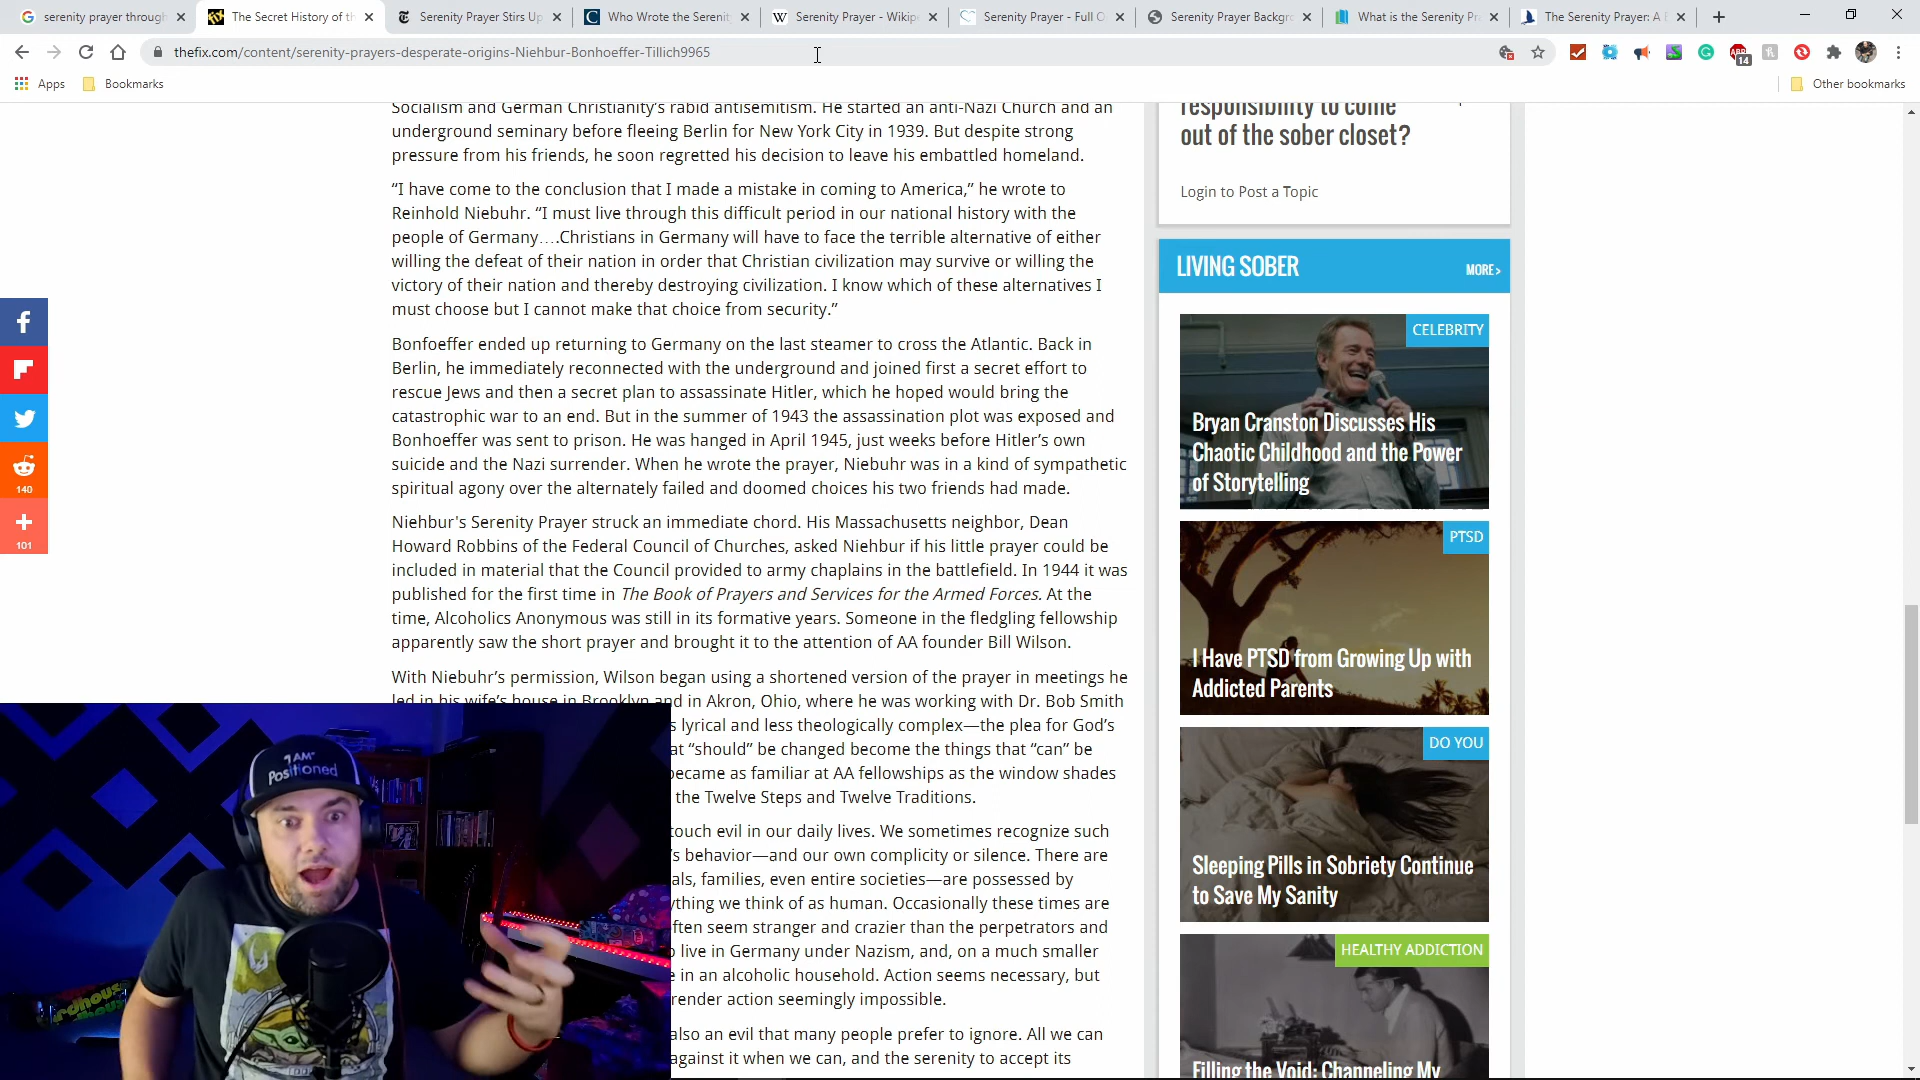 serenity prayer through
The Secret History of th
Serenity Prayer Stirs Up
Who Wrote the Serenity
Serenity Prayer - Wikipe
Serenity Prayer - Full O
Serenity Prayer Backgro
What is the Serenity Pr
The Serenity Prayer: A B
thefix.com/content/serenity-prayers-desperate-origins-Niehbur-Bonhoeffer-Tillich9965
14
Apps
Bookmarks
Other bookmarks
Socialism and German Christianity's rabid antisemitism. He started an anti-Nazi Church and an
underground seminary before fleeing Berlin for New York City in 1939. But despite strong
pressure from his friends, he soon regretted his decision to leave his embattled homeland.
“I have come to the conclusion that I made a mistake in coming to America,” he wrote to
Reinhold Niebuhr. “I must live through this difficult period in our national history with the
people of Germany….Christians in Germany will have to face the terrible alternative of either
willing the defeat of their nation in order that Christian civilization may survive or willing the
victory of their nation and thereby destroying civilization. I know which of these alternatives I
must choose but I cannot make that choice from security.”
Bonfoeffer ended up returning to Germany on the last steamer to cross the Atlantic. Back in
Berlin, he immediately reconnected with the underground and joined first a secret effort to
rescue Jews and then a secret plan to assassinate Hitler, which he hoped would bring the
catastrophic war to an end. But in the summer of 1943 the assassination plot was exposed and
Bonhoeffer was sent to prison. He was hanged in April 1945, just weeks before Hitler’s own
suicide and the Nazi surrender. When he wrote the prayer, Niebuhr was in a kind of sympathetic
spiritual agony over the alternately failed and doomed choices his two friends had made.
Niehbur's Serenity Prayer struck an immediate chord. His Massachusetts neighbor, Dean
Howard Robbins of the Federal Council of Churches, asked Niehbur if his little prayer could be
included in material that the Council provided to army chaplains in the battlefield. In 1944 it was
published for the first time in The Book of Prayers and Services for the Armed Forces. At the
time, Alcoholics Anonymous was still in its formative years. Someone in the fledgling fellowship
apparently saw the short prayer and brought it to the attention of AA founder Bill Wilson.
With Niebuhr’s permission, Wilson began using a shortened version of the prayer in meetings he
led in his wife’s house in Brooklyn and in Akron, Ohio, where he was working with Dr. Bob Smith
s lyrical and less theologically complex—the plea for God’s
at “should” be changed become the things that “can” be
became as familiar at AA fellowships as the window shades
the Twelve Steps and Twelve Traditions.
touch evil in our daily lives. We sometimes recognize such
’s behavior—and our own complicity or silence. There are
als, families, even entire societies—are possessed by
ything we think of as human. Occasionally these times are
ften seem stranger and crazier than the perpetrators and
o live in Germany under Nazism, and, on a much smaller
e in an alcoholic household. Action seems necessary, but
render action seemingly impossible.
also an evil that many people prefer to ignore. All we can
against it when we can, and the serenity to accept its
responsibility to come
out of the sober closet?
Login to Post a Topic
LIVING SOBER
MORE >
CELEBRITY
Bryan Cranston Discusses His
Chaotic Childhood and the Power
of Storytelling
PTSD
I Have PTSD from Growing Up with
Addicted Parents
DO YOU
Sleeping Pills in Sobriety Continue
to Save My Sanity
HEALTHY ADDICTION
Filling the Void: Channeling My
140
101
I AM
Positioned